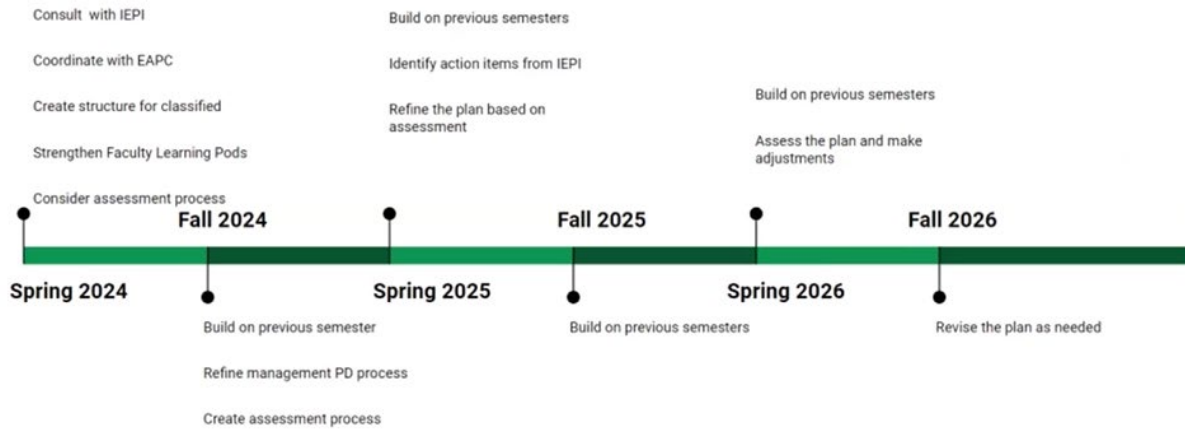 Consult with IEPI
Coordinate with EAPC
Create structure for classified
Strengthen Faculty Learning Pods
Consider assessment process
Build on previous semesters
Identify action items from IEPI
Refine the plan based on
assessment
Build on previous semesters
Assess the plan and make
adjustments
Fall 2024
Fall 2025
Fall 2026
Spring 2024
Spring 2025
Spring 2026
Build on previous semester
Refine management PD process
Create assessment process
Build on previous semesters
Revise the plan as needed